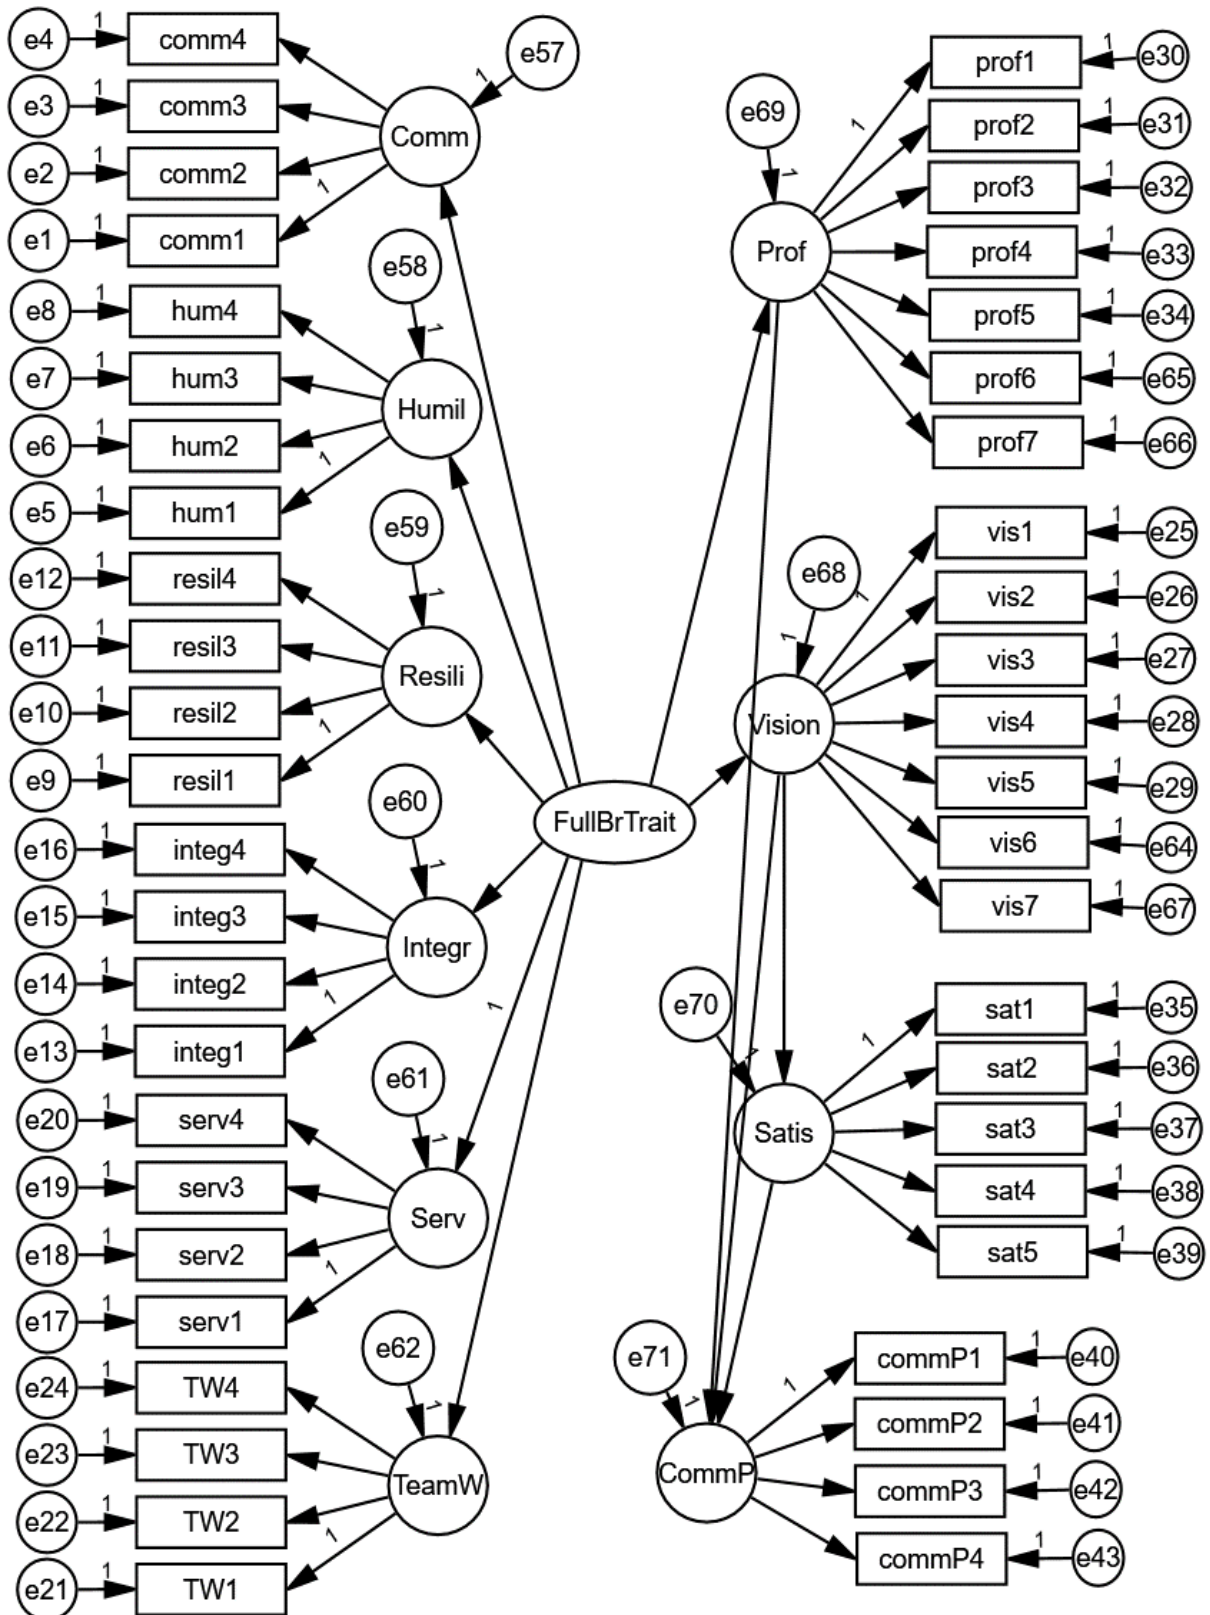 e4 1 comm4
e3 1 comm3
e2 1 comm2
e1 1 comm1
1
Comm
1 e57
e8 1 hum4
e7 1 hum3
e6 1 hum2
e5 1 hum1
1
Humil
e58
1
e12 1 resil4
e11 1 resil3
e10 1 resil2
e9 1 resil1
1
Resili
e59
1
e16 1 integ4
e15 1 integ3
e14 1 integ2
e13 1 integ1
1
Integr
e60
1
e20 1 serv4
e19 1 serv3
e18 1 serv2
e17 1 serv1
1
Serv
e61
1
1
e24 1 TW4
e23 1 TW3
e22 1 TW2
e21 1 TW1
1
TeamW
e62
1
FullBrTrait
e69
1
Prof
1
prof1 1 e30
prof2 1 e31
prof3 1 e32
prof4 1 e33
prof5 1 e34
prof6 1 e65
prof7 1 e66
e68
1
Vision
1
vis1 1 e25
vis2 1 e26
vis3 1 e27
vis4 1 e28
vis5 1 e29
vis6 1 e64
vis7 1 e67
e70
1
Satis
1
sat1 1 e35
sat2 1 e36
sat3 1 e37
sat4 1 e38
sat5 1 e39
e71
1
CommP
1
commP1 1 e40
commP2 1 e41
commP3 1 e42
commP4 1 e43